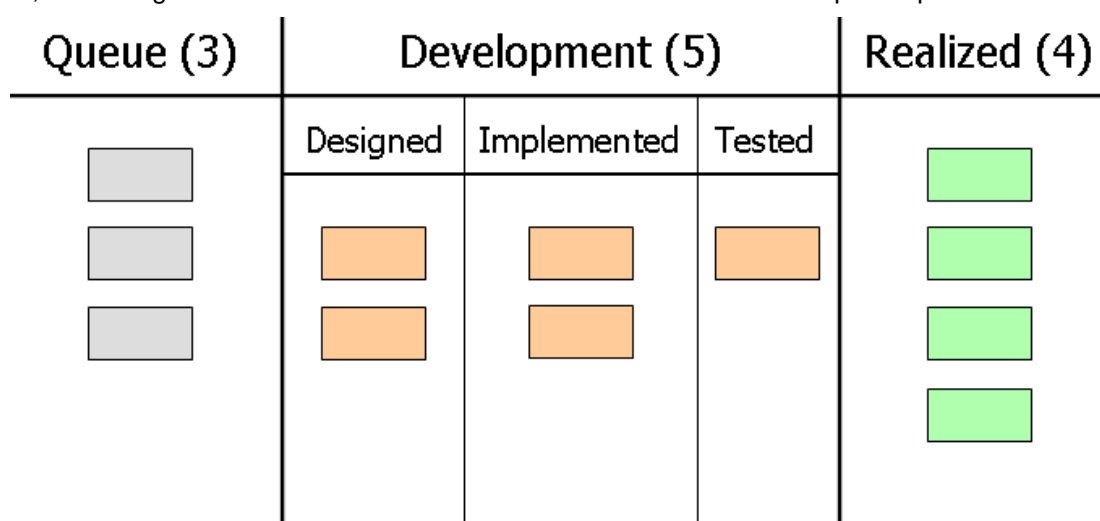 Queue (3)
Development (5)
Realized (4)
Designed
Implemented
Tested